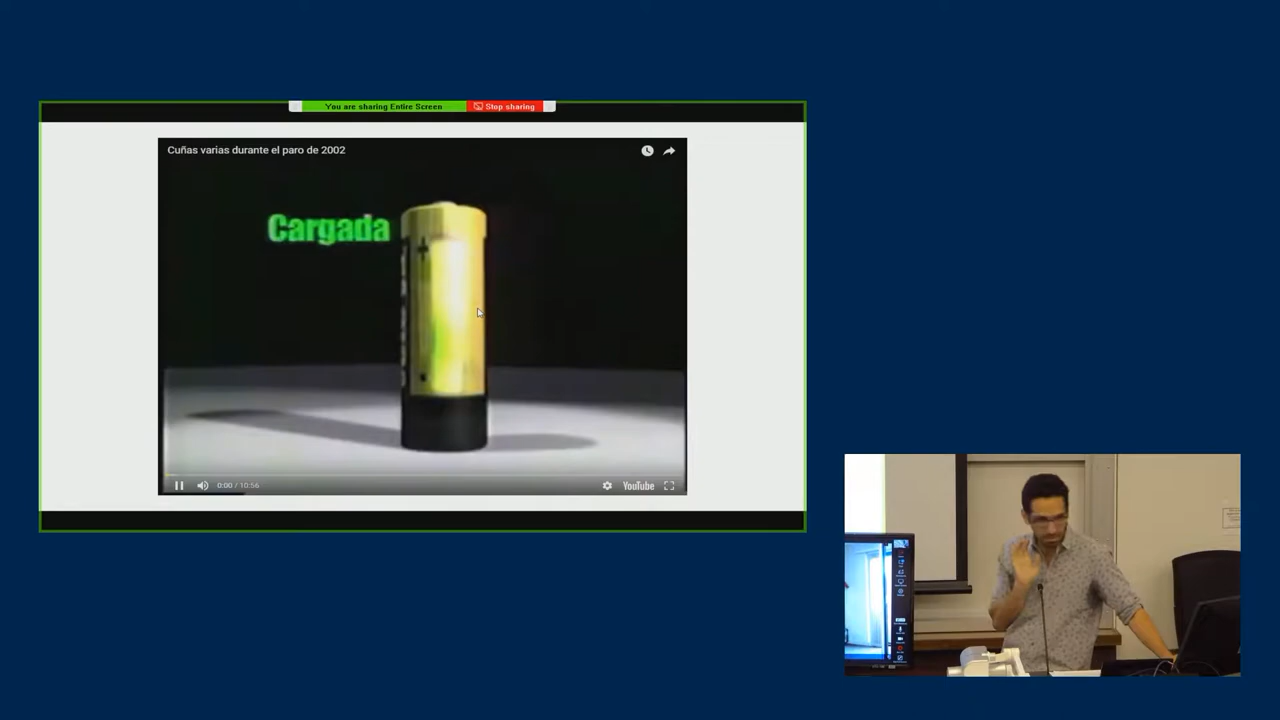 You are sharing Entire Screen
Stop sharing
Cuñas varias durante el paro de 2002
Cargada
0:00 / 10:56
YouTube